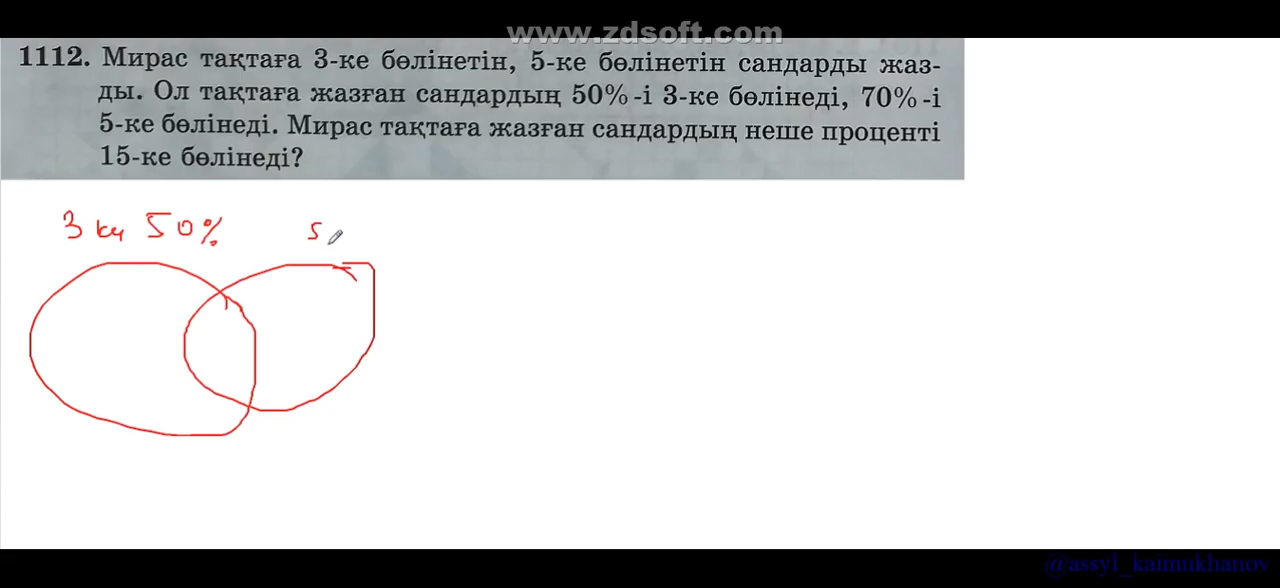 www.zdsoft.com
1112. Мирас тақтаға 3-ке бөлінетін, 5-ке бөлінетін сандарды жаз-
ды. Ол тақтаға жазған сандардың 50%-і 3-ке бөлінеді, 70%-і
5-ке бөлінеді. Мирас тақтаға жазған сандардың неше проценті
15-ке бөлінеді?
3 50% 5
@assyl_kaimukhanov